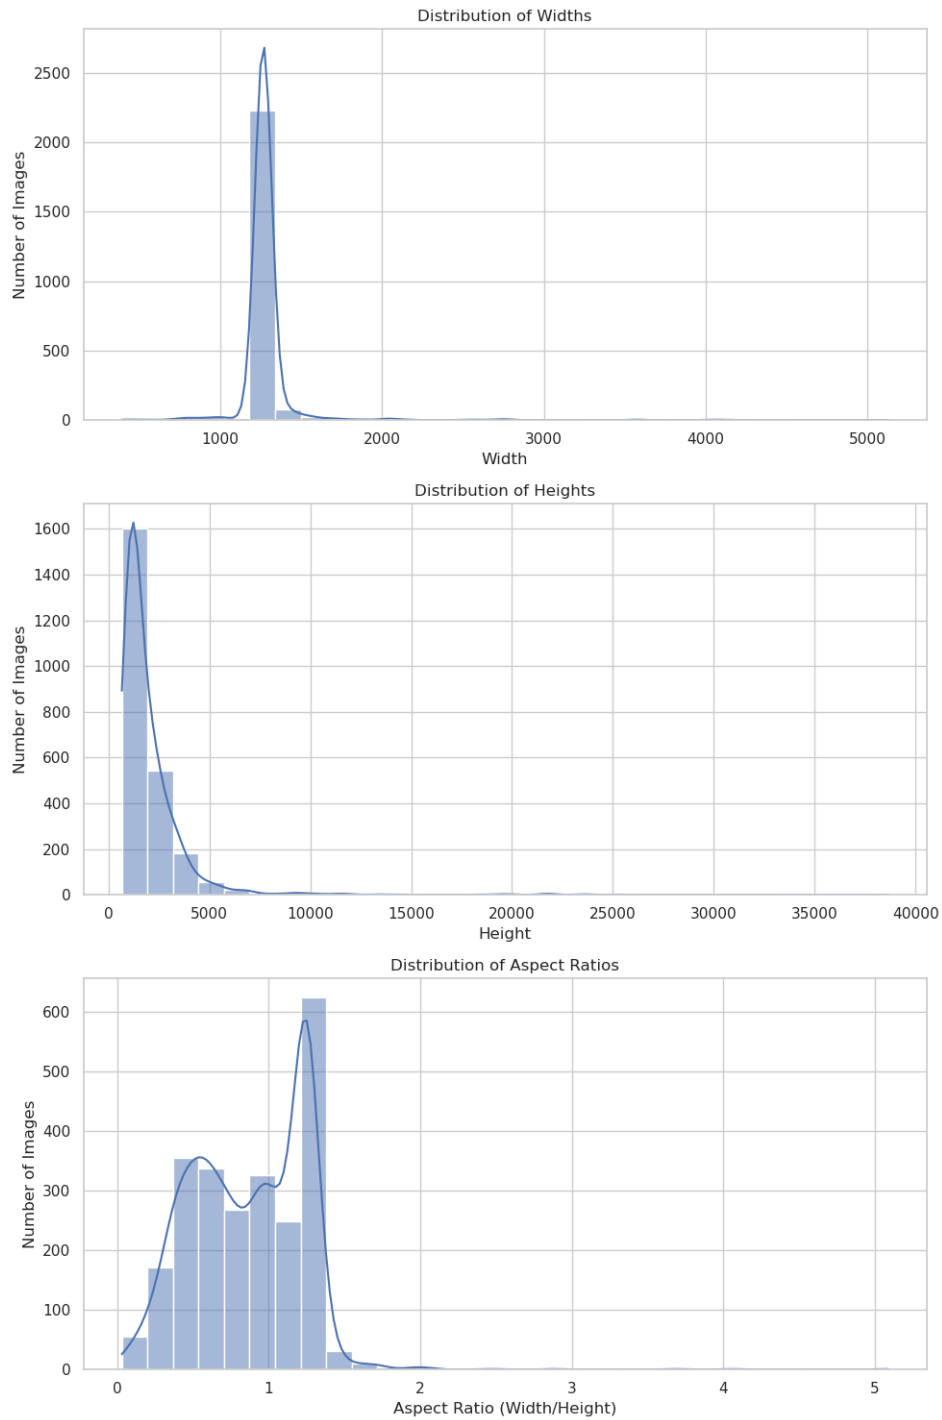 Distribution of Widths
2500
2000
1500
1000
500
0
Number of Images
1000 2000 3000 4000 5000
Width
Distribution of Heights
1600
1400
1200
1000
800
600
400
200
0
Number of Images
0 5000 10000 15000 20000 25000 30000 35000 40000
Height
Distribution of Aspect Ratios
600
500
400
300
200
100
0
Number of Images
0 1 2 3 4 5
Aspect Ratio (Width/Height)